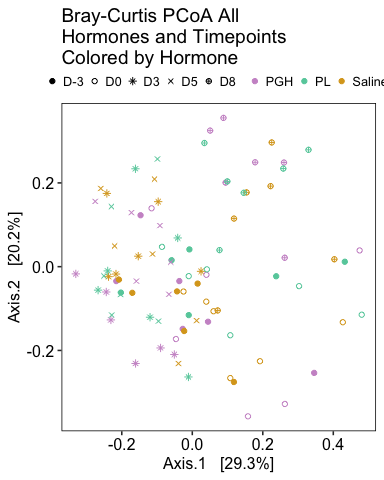 Bray-Curtis PCoA All
Hormones and Timepoints
Colored by Hormone
D-3 D0 D3 D5 D8 PGH PL Saline
0.2
0.0
-0.2
Axis.2 [20.2%]
-0.2 0.0 0.2 0.4
Axis.1 [29.3%]